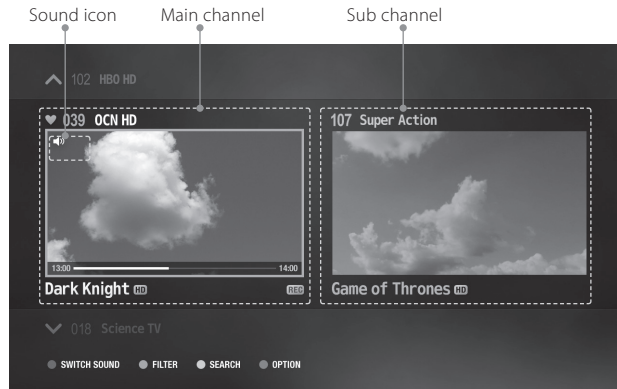 Sound icon Main channel Sub channel
102 HBO HD
039 OCN HD 107 Super Action
13:00 14:00
Dark Knight HD REC Game of Thrones HD
018 Science TV
SWITCH SOUND FILTER SEARCH OPTION